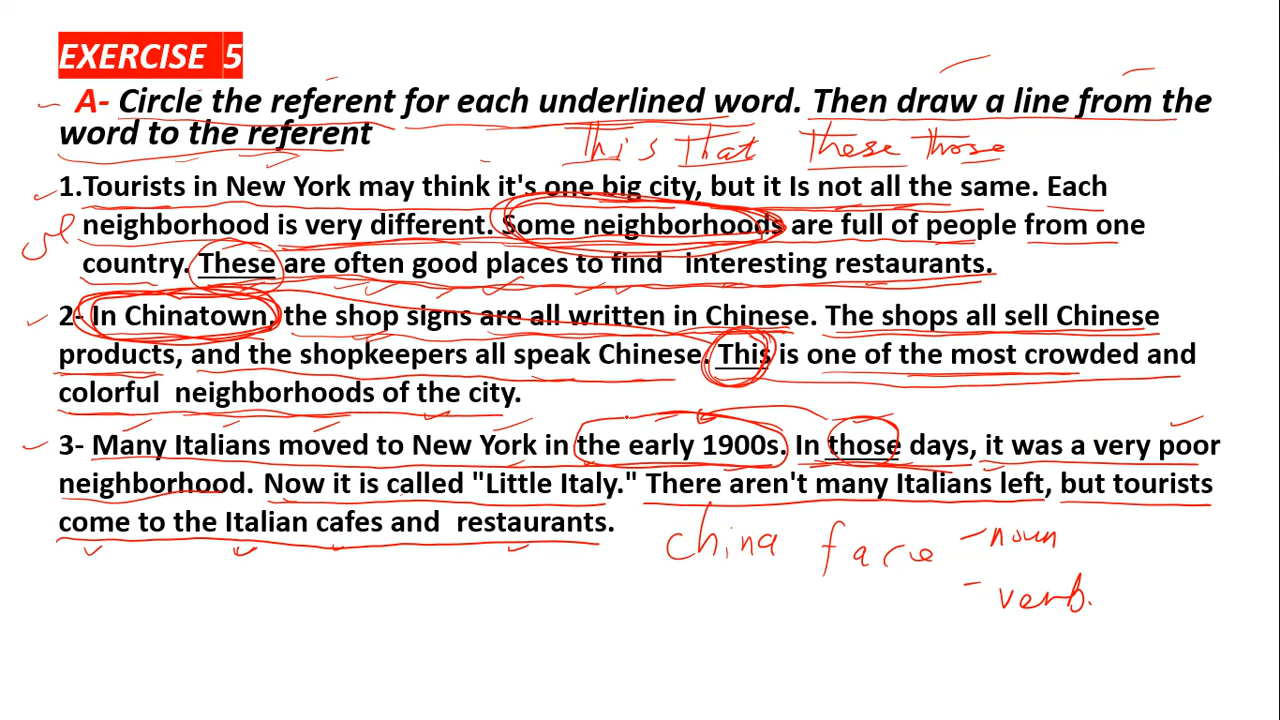 EXERCISE 5
A- Circle the referent for each underlined word. Then draw a line from the
word to the referent
this that these those
1.Tourists in New York may think it's one big city, but it Is not all the same. Each
neighborhood is very different. Some neighborhoods are full of people from one
country. These are often good places to find interesting restaurants.
2- In Chinatown, the shop signs are all written in Chinese. The shops all sell Chinese
products, and the shopkeepers all speak Chinese. This is one of the most crowded and
colorful neighborhoods of the city.
3- Many Italians moved to New York in the early 1900s. In those days, it was a very poor
neighborhood. Now it is called "Little Italy." There aren't many Italians left, but tourists
come to the Italian cafes and restaurants.
china face - noun
- verb.